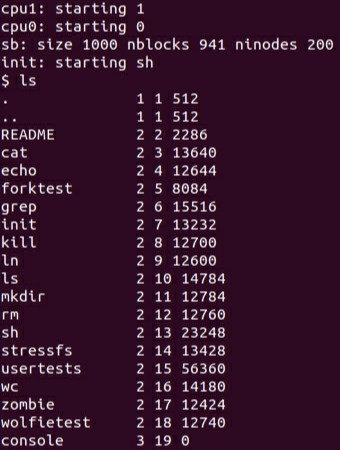 cpu1: starting 1
cpu0: starting 0
sb: size 1000 nblocks 941 ninodes 200
init: starting sh
$ ls
.              1 1 512
..             1 1 512
README         2 2 2286
cat            2 3 13640
echo           2 4 12644
forktest       2 5 8084
grep           2 6 15516
init           2 7 13232
kill           2 8 12700
ln             2 9 12600
ls             2 10 14784
mkdir          2 11 12784
rm             2 12 12760
sh             2 13 23248
stressfs       2 14 13428
usertests      2 15 56360
wc             2 16 14180
zombie         2 17 12424
wolfietest     2 18 12740
console        3 19 0